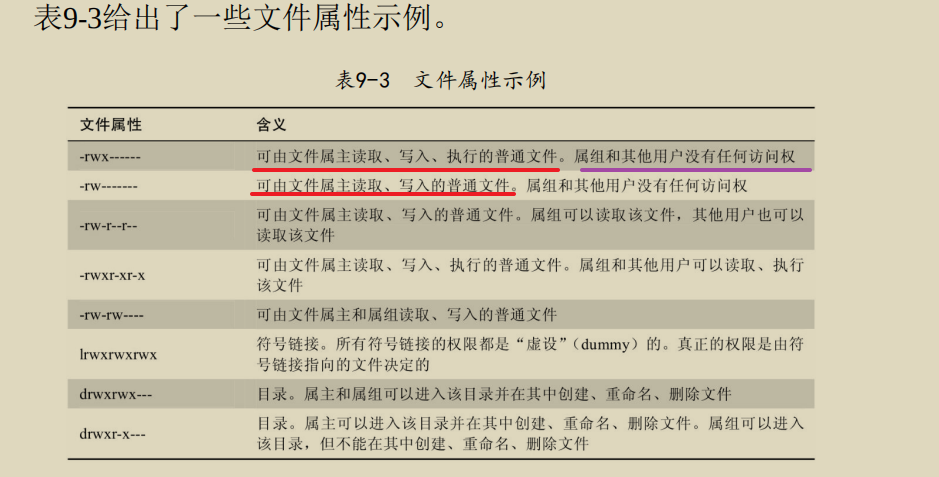 表9-3给出了一些文件属性示例。
表9-3 文件属性示例
文件属性 含义
-rwx------ 可由文件属主读取、写入、执行的普通文件。属组和其他用户没有任何访问权
-rw------- 可由文件属主读取、写入的普通文件。属组和其他用户没有任何访问权
-rw-r--r-- 可由文件属主读取、写入的普通文件。属组可以读取该文件，其他用户也可以
读取该文件
-rwxr-xr-x 可由文件属主读取、写入、执行的普通文件。属组和其他用户可以读取、执行
该文件
-rw-rw---- 可由文件属主和属组读取、写入的普通文件
lrwxrwxrwx 符号链接。所有符号链接的权限都是“虚设”（dummy）的。真正的权限是由符
号链接指向的文件决定的
drwxrwx--- 目录。属主和属组可以进入该目录并在其中创建、重命名、删除文件
drwxr-x--- 目录。属主可以进入该目录并在其中创建、重命名、删除文件。属组可以进入
该目录，但不能在其中创建、重命名、删除文件